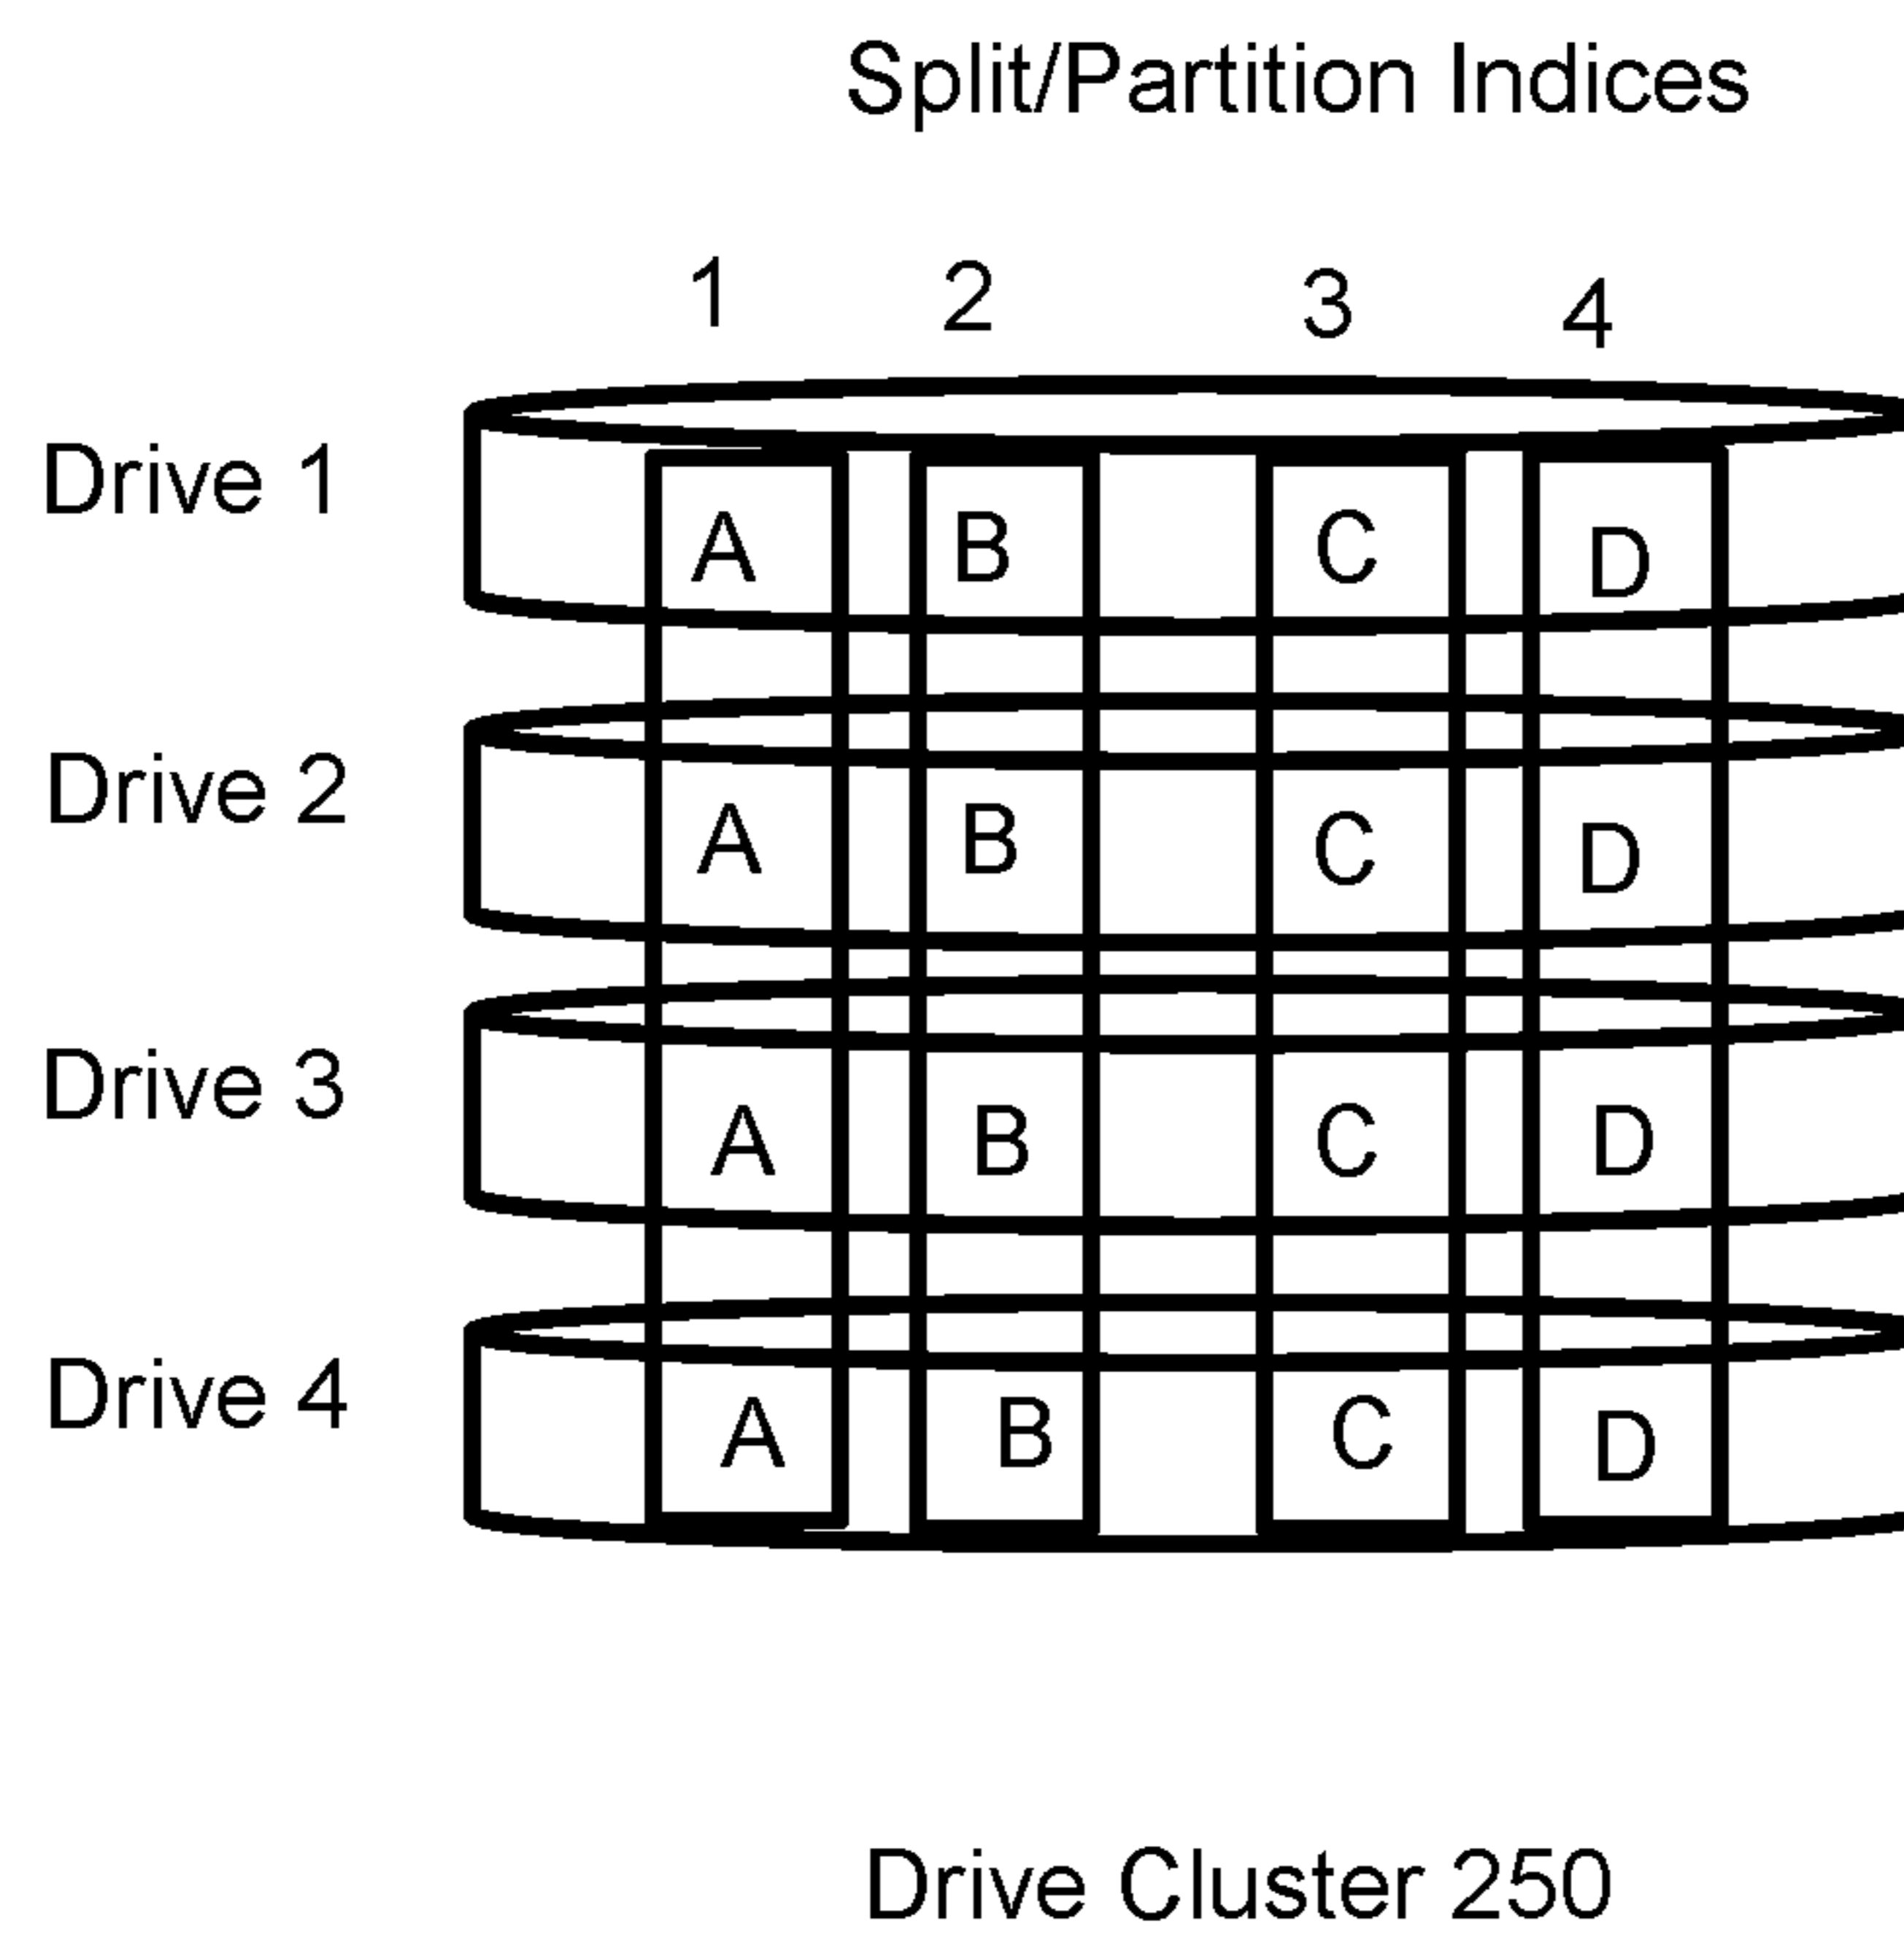 Split/Partition Indices
1 2 3 4
Drive 1 A B C D
Drive 2 A B C D
Drive 3 A B C D
Drive 4 A B C D
Drive Cluster 250